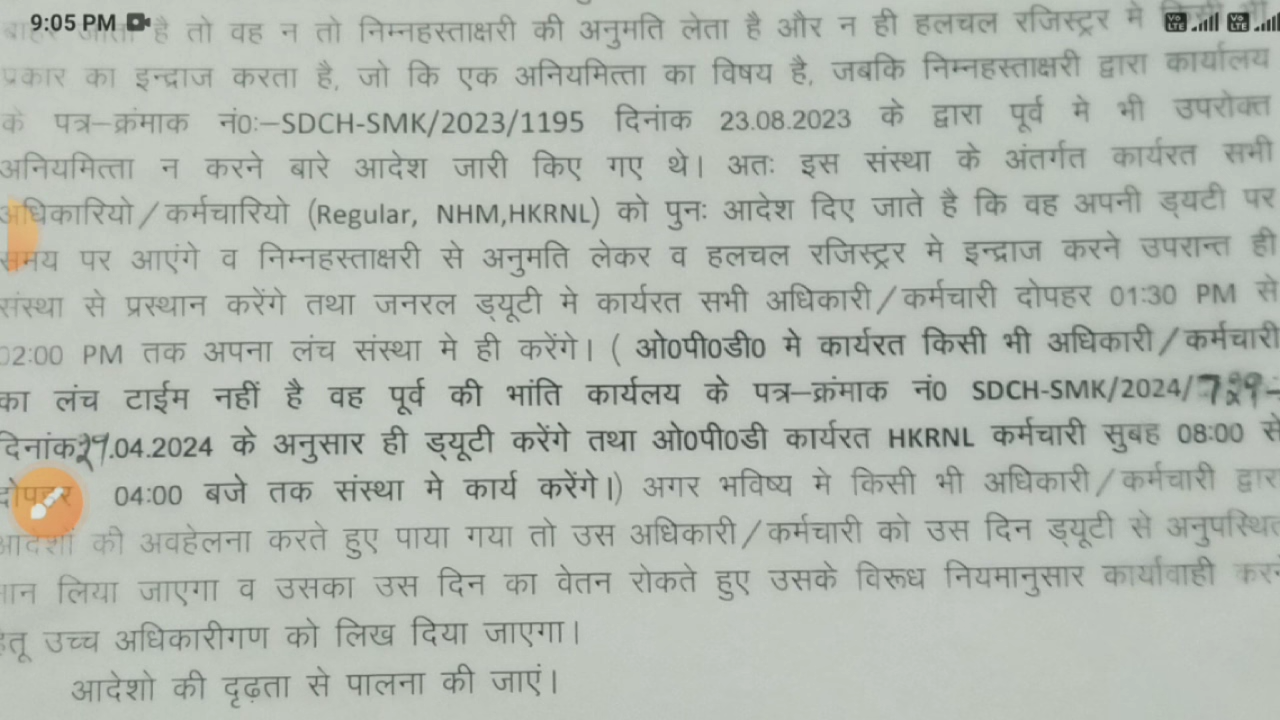 9:05 PM
है तो वह न तो निम्नहस्ताक्षरी की अनुमति लेता है और न ही हलचल रजिस्ट्रर मे
प्रकार का इन्द्राज करता है, जो कि एक अनियमित्ता का विषय है, जबकि निम्नहस्ताक्षरी द्वारा कार्यालय
के पत्र–क्रंमाक नं0:–SDCH-SMK/2023/1195 दिनांक 23.08.2023 के द्वारा पूर्व मे भी उपरोक्त
अनियमित्ता न करने बारे आदेश जारी किए गए थे। अतः इस संस्था के अंतर्गत कार्यरत सभी
अधिकारियो/कर्मचारियो (Regular, NHM,HKRNL) को पुनः आदेश दिए जाते है कि वह अपनी ड्यटी पर
समय पर आएंगे व निम्नहस्ताक्षरी से अनुमति लेकर व हलचल रजिस्ट्रर मे इन्द्राज करने उपरान्त ही
संस्था से प्रस्थान करेंगे तथा जनरल ड्यूटी मे कार्यरत सभी अधिकारी/कर्मचारी दोपहर 01:30 PM से
02:00 PM तक अपना लंच संस्था मे ही करेंगे। ( ओ0पी0डी0 मे कार्यरत किसी भी अधिकारी/कर्मचारी
का लंच टाईम नहीं है वह पूर्व की भांति कार्यलय के पत्र–क्रंमाक नं0 SDCH-SMK/2024/
दिनांक29.04.2024 के अनुसार ही ड्यूटी करेंगे तथा ओ0पी0डी कार्यरत HKRNL कर्मचारी सुबह 08:00 से
दोपहर 04:00 बजे तक संस्था मे कार्य करेंगे।) अगर भविष्य मे किसी भी अधिकारी/कर्मचारी द्वार
आदेशों की अवहेलना करते हुए पाया गया तो उस अधिकारी/कर्मचारी को उस दिन ड्यूटी से अनुपस्थित
मान लिया जाएगा व उसका उस दिन का वेतन रोकते हुए उसके विरूध नियमानुसार कार्यावाही करन
हेतू उच्च अधिकारीगण को लिख दिया जाएगा।
आदेशो की दृढ़ता से पालना की जाएं।